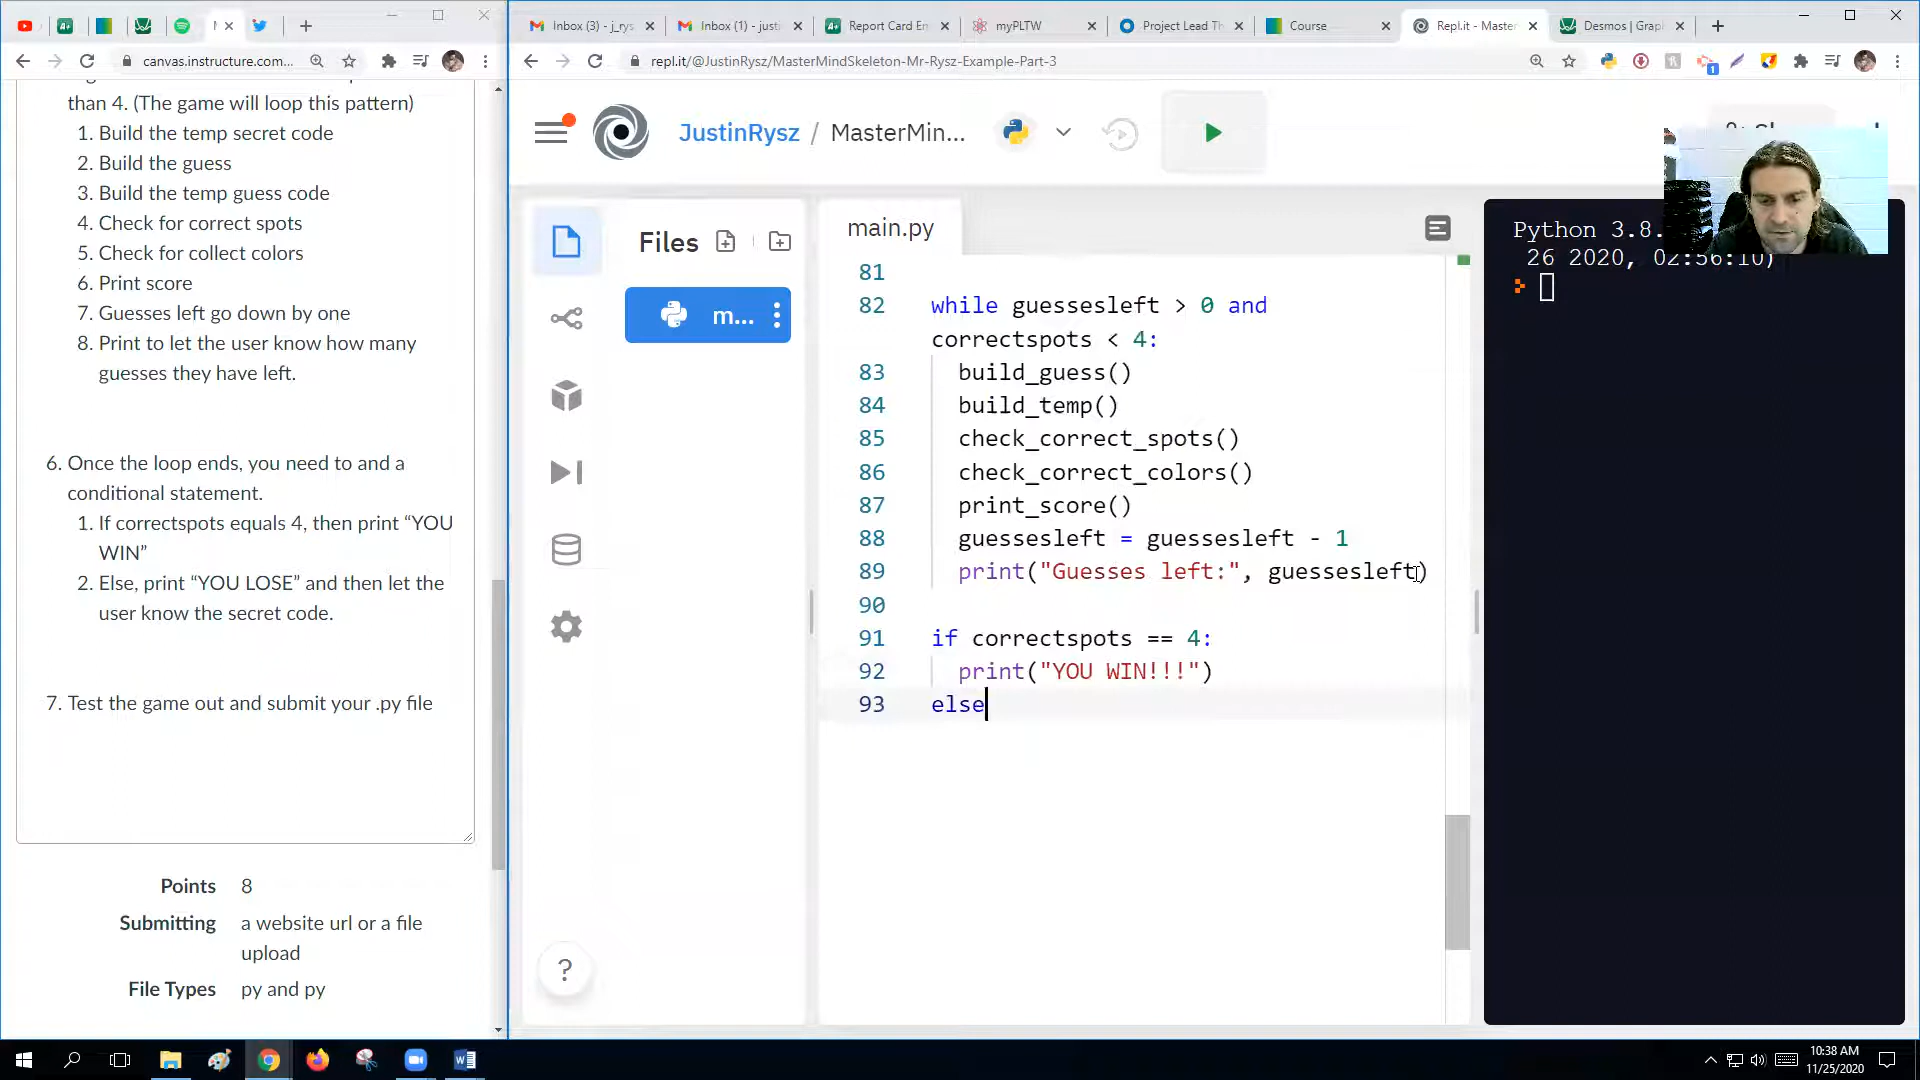 Inbox (3) - j_rys
Inbox (1) - justi
Report Card En
myPLTW
Project Lead Th
Course
Repl.it - Master
Desmos | Grap
canvas.instructure.com...
repl.it/@JustinRysz/MasterMindSkeleton-Mr-Rysz-Example-Part-3
than 4. (The game will loop this pattern)
1. Build the temp secret code
2. Build the guess
3. Build the temp guess code
4. Check for correct spots
5. Check for collect colors
6. Print score
7. Guesses left go down by one
8. Print to let the user know how many
guesses they have left.
6. Once the loop ends, you need to and a
conditional statement.
1. If correctspots equals 4, then print “YOU
WIN”
2. Else, print “YOU LOSE” and then let the
user know the secret code.
7. Test the game out and submit your .py file
Points 8
Submitting a website url or a file
upload
File Types py and py
JustinRysz / MasterMin...
Files
m...
main.py
81
82 while guessesleft > 0 and
correctspots < 4:
83 build_guess()
84 build_temp()
85 check_correct_spots()
86 check_correct_colors()
87 print_score()
88 guessesleft = guessesleft - 1
89 print("Guesses left:", guessesleft)
90
91 if correctspots == 4:
92 print("YOU WIN!!!")
93 else
?
Python 3.8.
26 2020, 02:56:10)
10:38 AM
11/25/2020